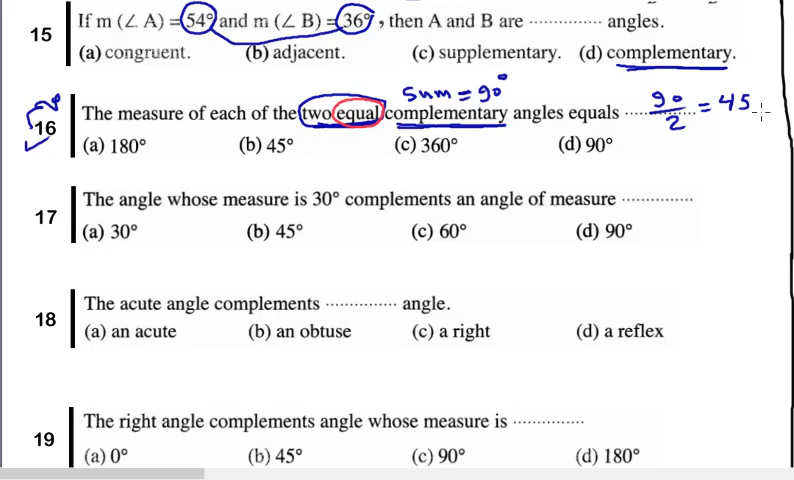 15 If m (∠ A) = 54° and m (∠ B) = 36° , then A and B are ·············· angles.
(a) congruent. (b) adjacent. (c) supplementary. (d) complementary.
Sum = 90°
16 The measure of each of the two equal complementary angles equals ·············· 90/2 = 45
(a) 180° (b) 45° (c) 360° (d) 90°
17 The angle whose measure is 30° complements an angle of measure ··············
(a) 30° (b) 45° (c) 60° (d) 90°
18 The acute angle complements ·············· angle.
(a) an acute (b) an obtuse (c) a right (d) a reflex
19 The right angle complements angle whose measure is ··············
(a) 0° (b) 45° (c) 90° (d) 180°